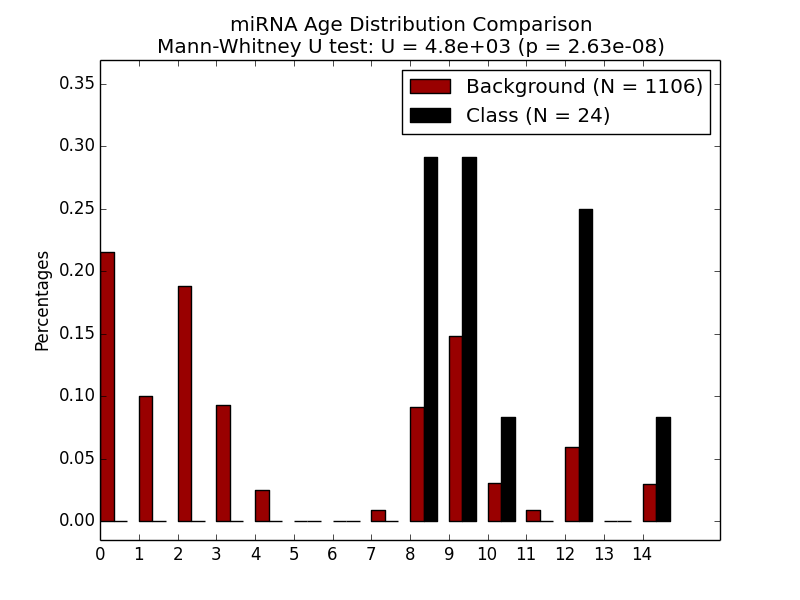 miRNA Age Distribution Comparison
Mann-Whitney U test: U = 4.8e+03 (p = 2.63e-08)
Background (N = 1106)
Class (N = 24)
Percentages
0.35
0.30
0.25
0.20
0.15
0.10
0.05
0.00
0 1 2 3 4 5 6 7 8 9 10 11 12 13 14